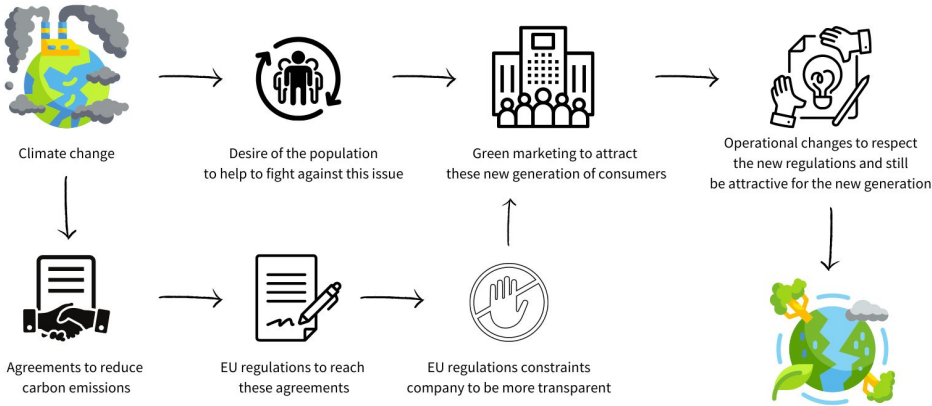 Climate change
Desire of the population
to help to fight against this issue
Green marketing to attract
these new generation of consumers
Operational changes to respect
the new regulations and still
be attractive for the new generation
Agreements to reduce
carbon emissions
EU regulations to reach
these agreements
EU regulations constraints
company to be more transparent